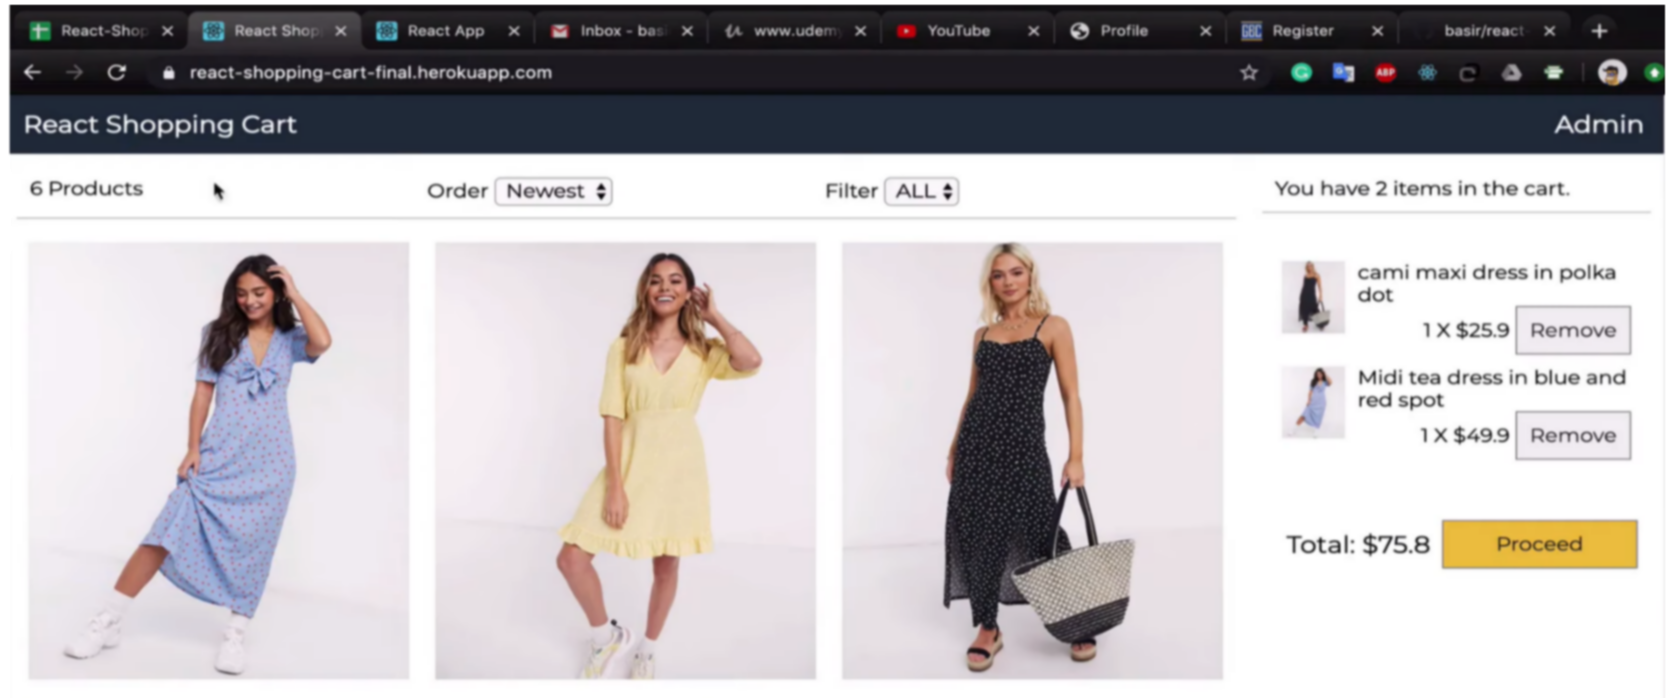 React-Shop
React Shop
React App
Inbox - bas
www.udem
YouTube
Profile
GBC Register
basir/react-
react-shopping-cart-final.herokuapp.com
ABP
React Shopping Cart
Admin
6 Products
Order Newest
Filter ALL
You have 2 items in the cart.
cami maxi dress in polka
dot
1 X $25.9 Remove
Midi tea dress in blue and
red spot
1 X $49.9 Remove
Total: $75.8 Proceed